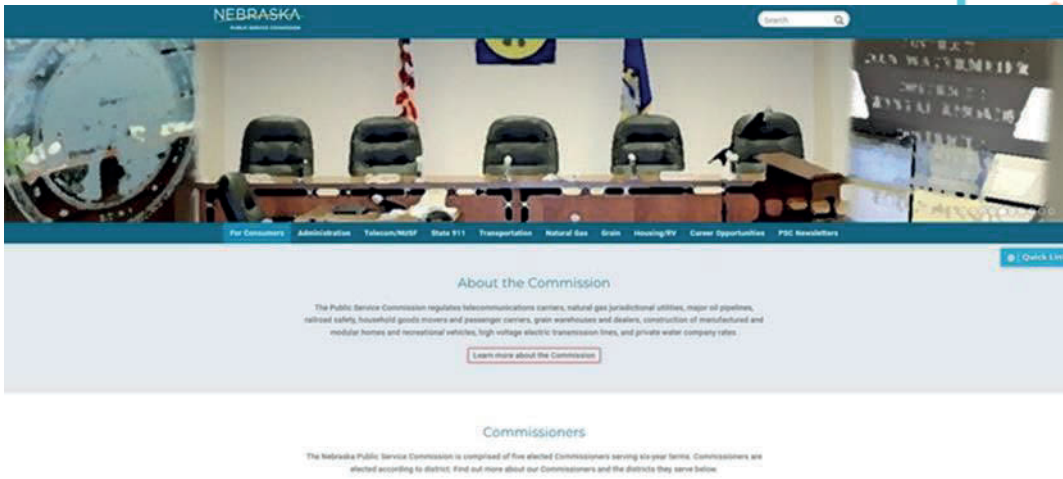 NEBRASKA
PUBLIC SERVICE COMMISSION
Search
For Consumers Administrative Telecom/NUSF State 911 Transportation Natural Gas Grain Housing/RV Career Opportunities PSC Newsletters
Quick Lin
About the Commission
The Public Service Commission regulates telecommunications carriers, natural gas jurisdictional utilities, major oil pipelines,
railroad safety, household goods movers and passenger carriers, grain warehouses and dealers, construction of manufactured and
modular homes and recreational vehicles, high voltage electric transmission lines, and private water company rates
Learn more about the Commission
Commissioners
The Nebraska Public Service Commission is comprised of five elected Commissioners serving six-year terms. Commissioners are
elected according to district. Find out more about our Commissioners and the districts they serve below.